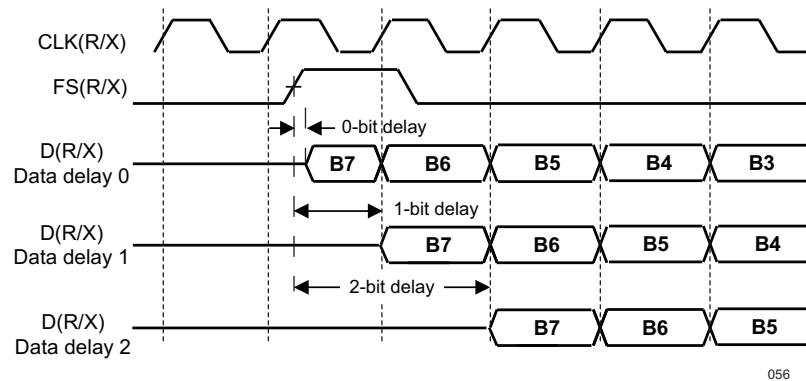 CLK(R/X)
FS(R/X)
0-bit delay
D(R/X)
Data delay 0
B7 B6 B5 B4 B3
1-bit delay
D(R/X)
Data delay 1
B7 B6 B5 B4
2-bit delay
D(R/X)
Data delay 2
B7 B6 B5
056